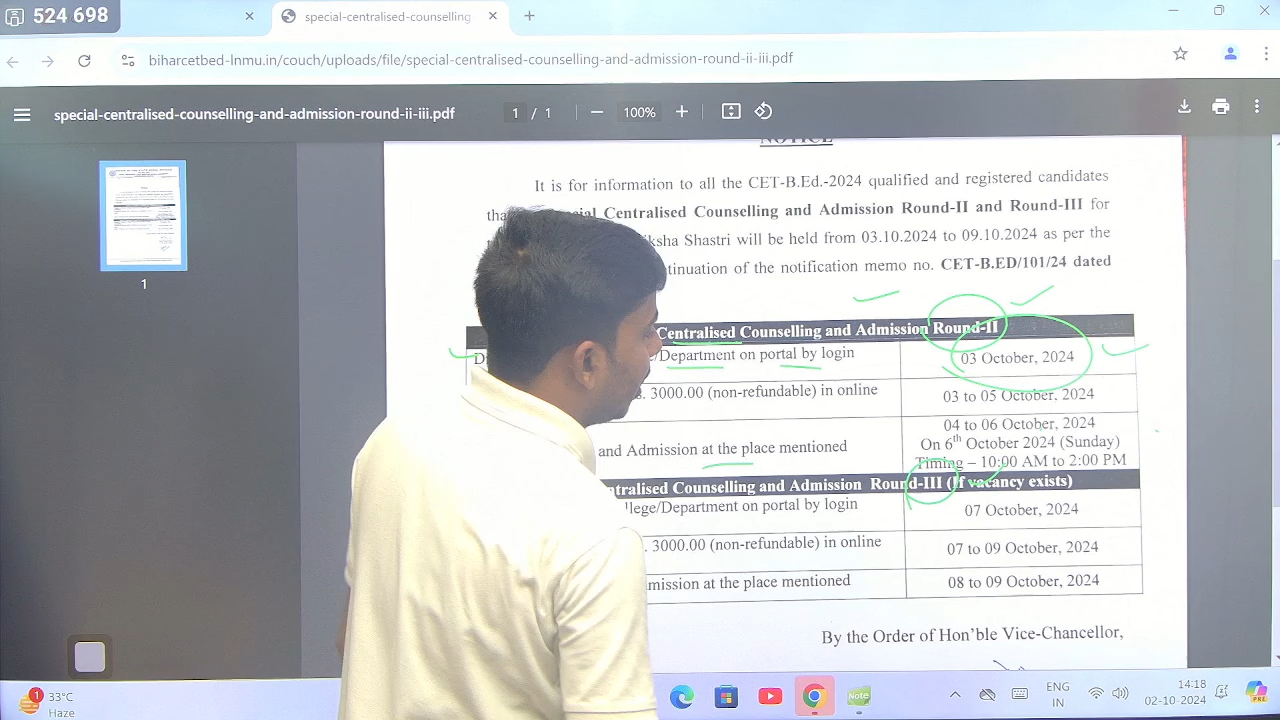 524 698
special-centralised-counselling
biharcetbed-lnmu.in/couch/uploads/file/special-centralised-counselling-and-admission-round-ii-iii.pdf
special-centralised-counselling-and-admission-round-ii-iii.pdf
1 / 1
100%
NOTICE
It is for information to all the CET-B.Ed. 2024 qualified and registered candidates
Centralised Counselling and Admission Round-II and Round-III for
Shastri will be held from 03.10.2024 to 09.10.2024 as per the
of the notification memo no. CET-B.ED/101/24 dated
Centralised Counselling and Admission Round-II
Department on portal by login
03 October, 2024
3000.00 (non-refundable) in online
03 to 05 October, 2024
and Admission at the place mentioned
04 to 06 October, 2024
On 6th October 2024 (Sunday)
Timing – 10:00 AM to 2:00 PM
Counselling and Admission Round-III (If vacancy exists)
Department on portal by login
07 October, 2024
3000.00 (non-refundable) in online
07 to 09 October, 2024
at the place mentioned
08 to 09 October, 2024
By the Order of Hon'ble Vice-Chancellor,
1
1
33°C
Haze
Note
ENG
IN
14:18
02-10-2024